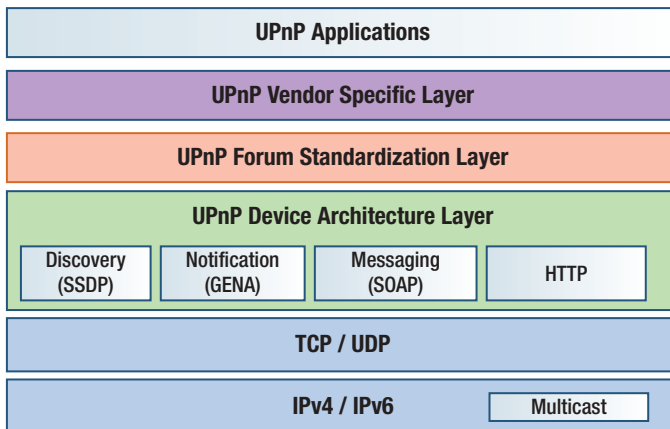 UPnP Applications
UPnP Vendor Specific Layer
UPnP Forum Standardization Layer
UPnP Device Architecture Layer
Discovery
(SSDP)
Notification
(GENA)
Messaging
(SOAP)
HTTP
TCP / UDP
IPv4 / IPv6
Multicast